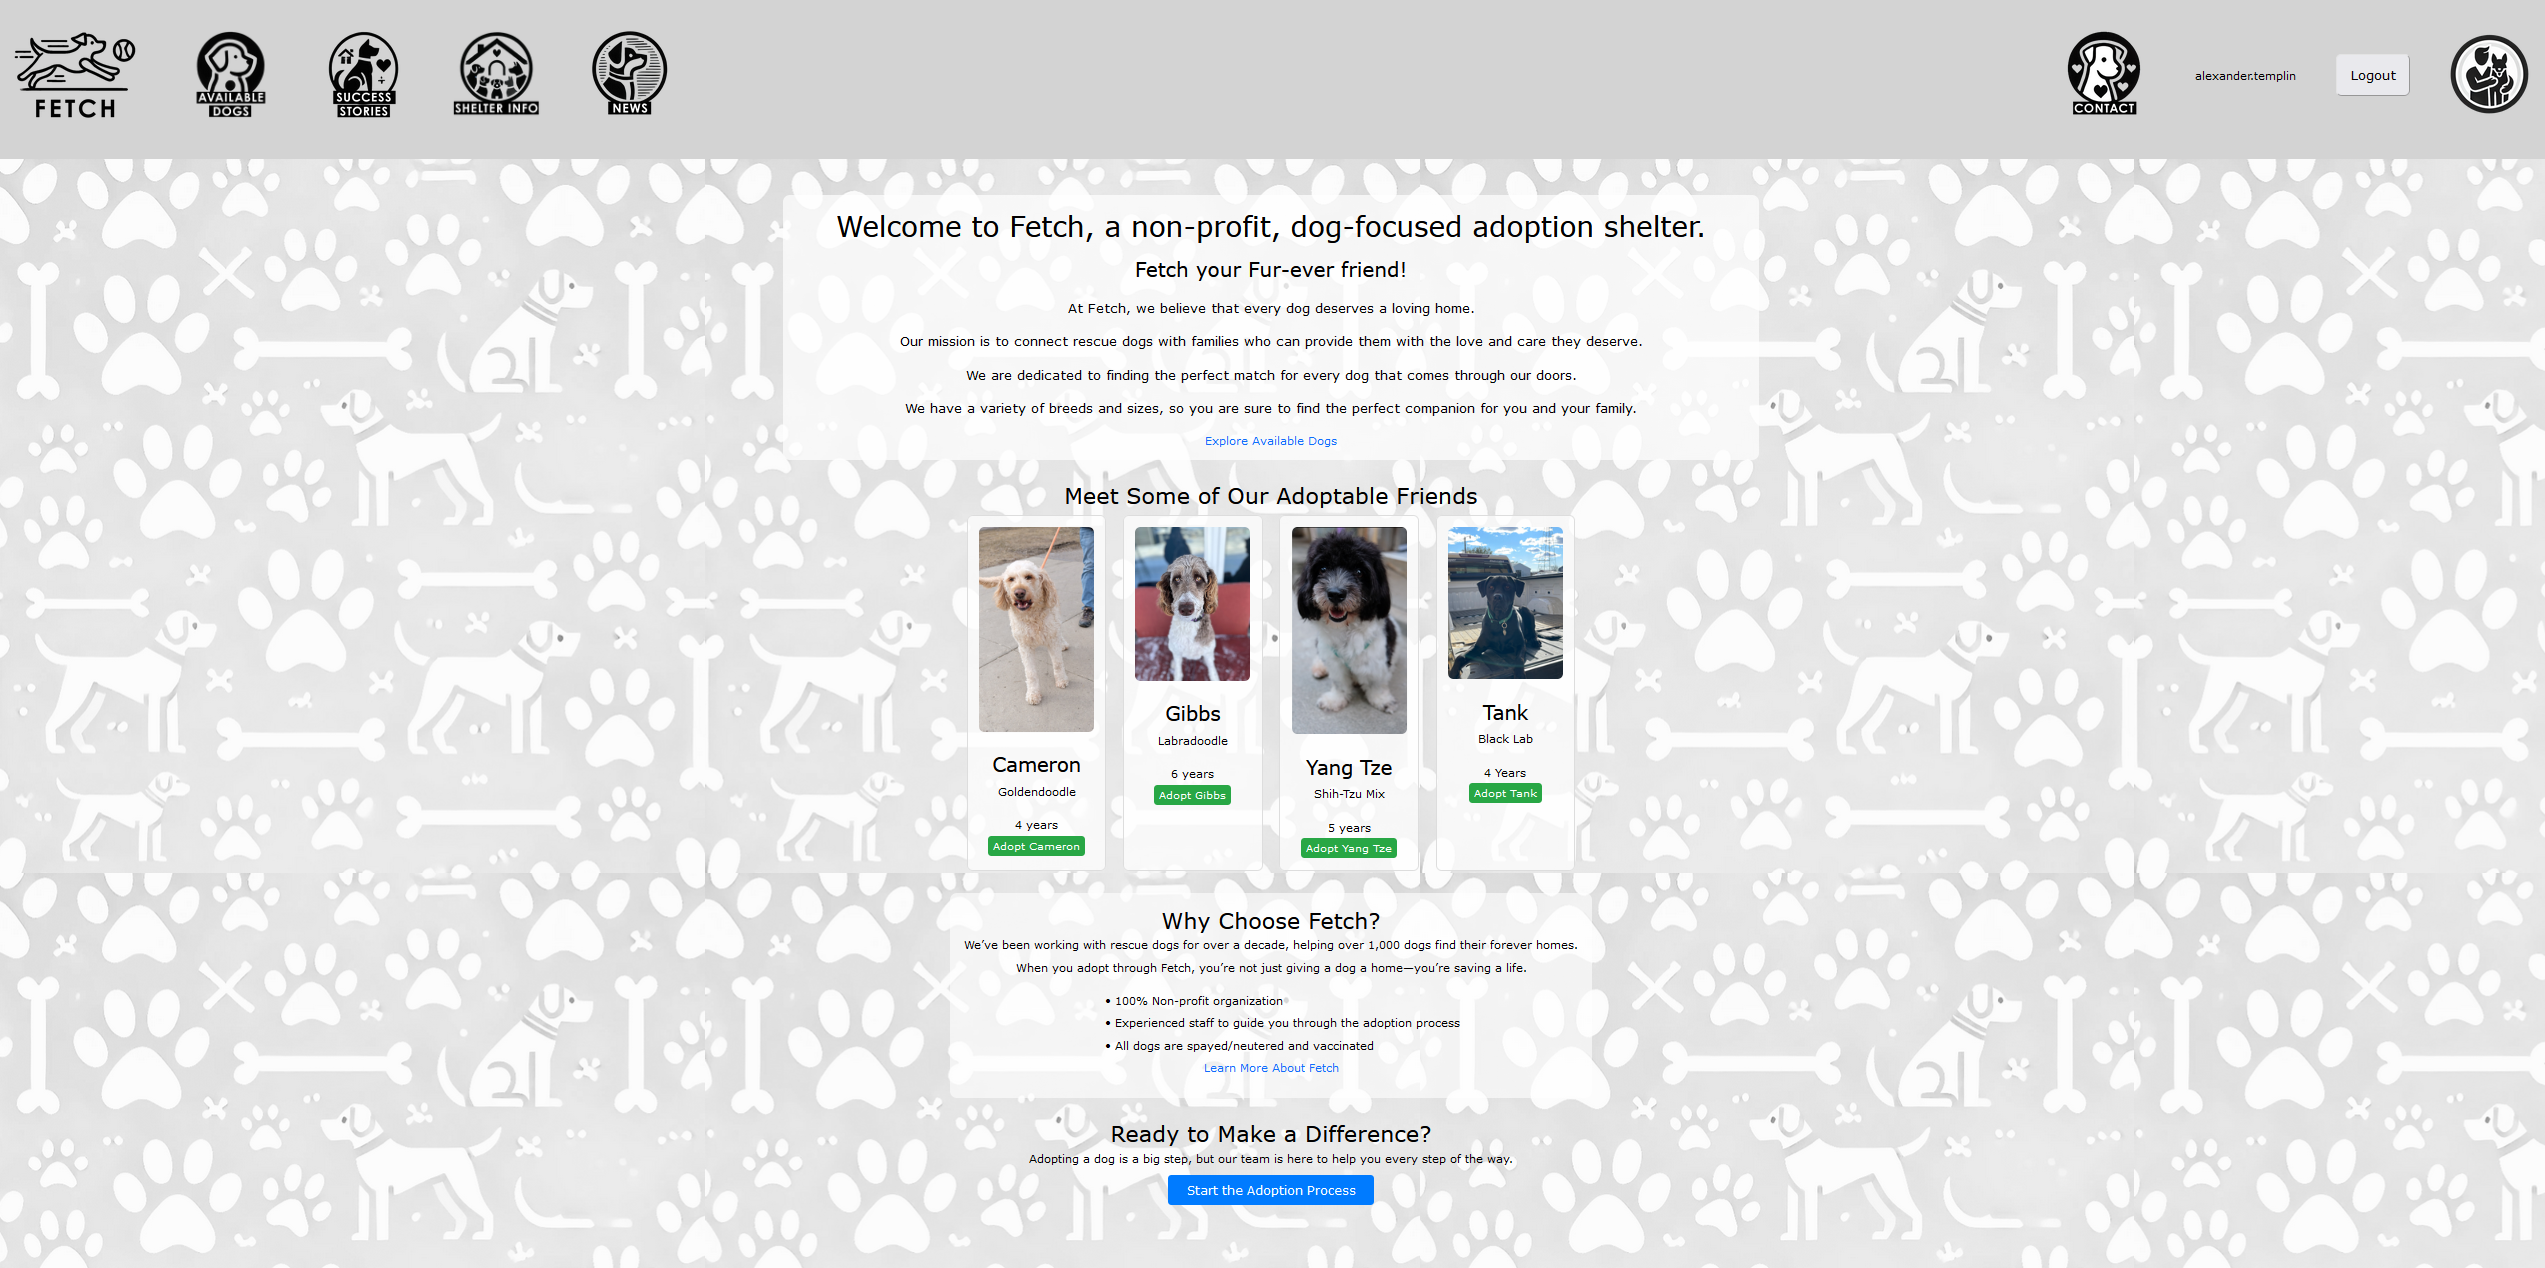 FETCH
AVAILABLE
DOGS
SUCCESS
STORIES
SHELTER INFO
NEWS
CONTACT
alexander.templin
Logout
Welcome to Fetch, a non-profit, dog-focused adoption shelter.
Fetch your Fur-ever friend!
At Fetch, we believe that every dog deserves a loving home.
Our mission is to connect rescue dogs with families who can provide them with the love and care they deserve.
We are dedicated to finding the perfect match for every dog that comes through our doors.
We have a variety of breeds and sizes, so you are sure to find the perfect companion for you and your family.
Explore Available Dogs
Meet Some of Our Adoptable Friends
Cameron
Goldendoodle
4 years
Adopt Cameron
Gibbs
Labradoodle
6 years
Adopt Gibbs
Yang Tze
Shih-Tzu Mix
5 years
Adopt Yang Tze
Tank
Black Lab
4 Years
Adopt Tank
Why Choose Fetch?
We’ve been working with rescue dogs for over a decade, helping over 1,000 dogs find their forever homes.
When you adopt through Fetch, you’re not just giving a dog a home—you’re saving a life.
• 100% Non-profit organization
• Experienced staff to guide you through the adoption process
• All dogs are spayed/neutered and vaccinated
Learn More About Fetch
Ready to Make a Difference?
Adopting a dog is a big step, but our team is here to help you every step of the way.
Start the Adoption Process